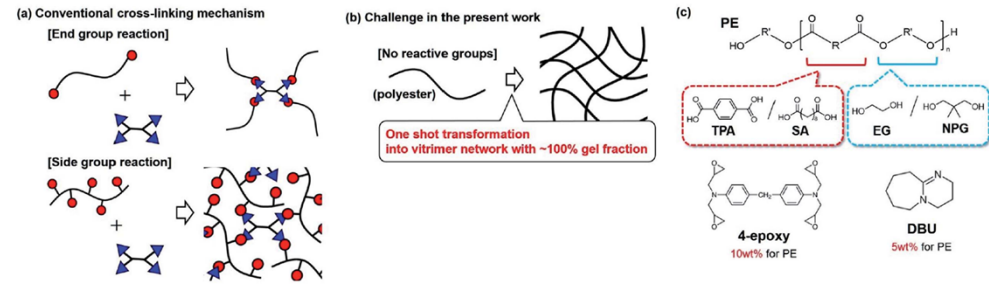 (a) Conventional cross-linking mechanism
[End group reaction]
+
[Side group reaction]
+
(b) Challenge in the present work
[No reactive groups]
(polyester)
One shot transformation
into vitrimer network with ~100% gel fraction
(c)
PE
HO R' O O R O O R' O H n
TPA / SA
EG / NPG
4-epoxy
10wt% for PE
DBU
5wt% for PE